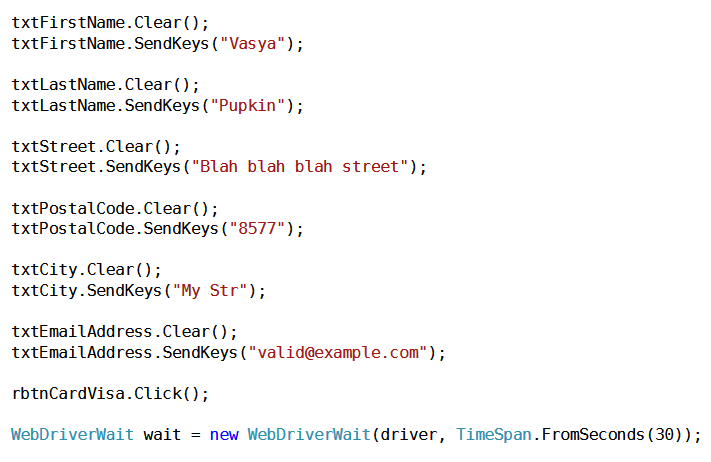 txtFirstName.Clear();
txtFirstName.SendKeys("Vasya");
txtLastName.Clear();
txtLastName.SendKeys("Pupkin");
txtStreet.Clear();
txtStreet.SendKeys("Blah blah blah street");
txtPostalCode.Clear();
txtPostalCode.SendKeys("8577");
txtCity.Clear();
txtCity.SendKeys("My Str");
txtEmailAddress.Clear();
txtEmailAddress.SendKeys("valid@example.com");
rbtnCardVisa.Click();
WebDriverWait wait = new WebDriverWait(driver, TimeSpan.FromSeconds(30));